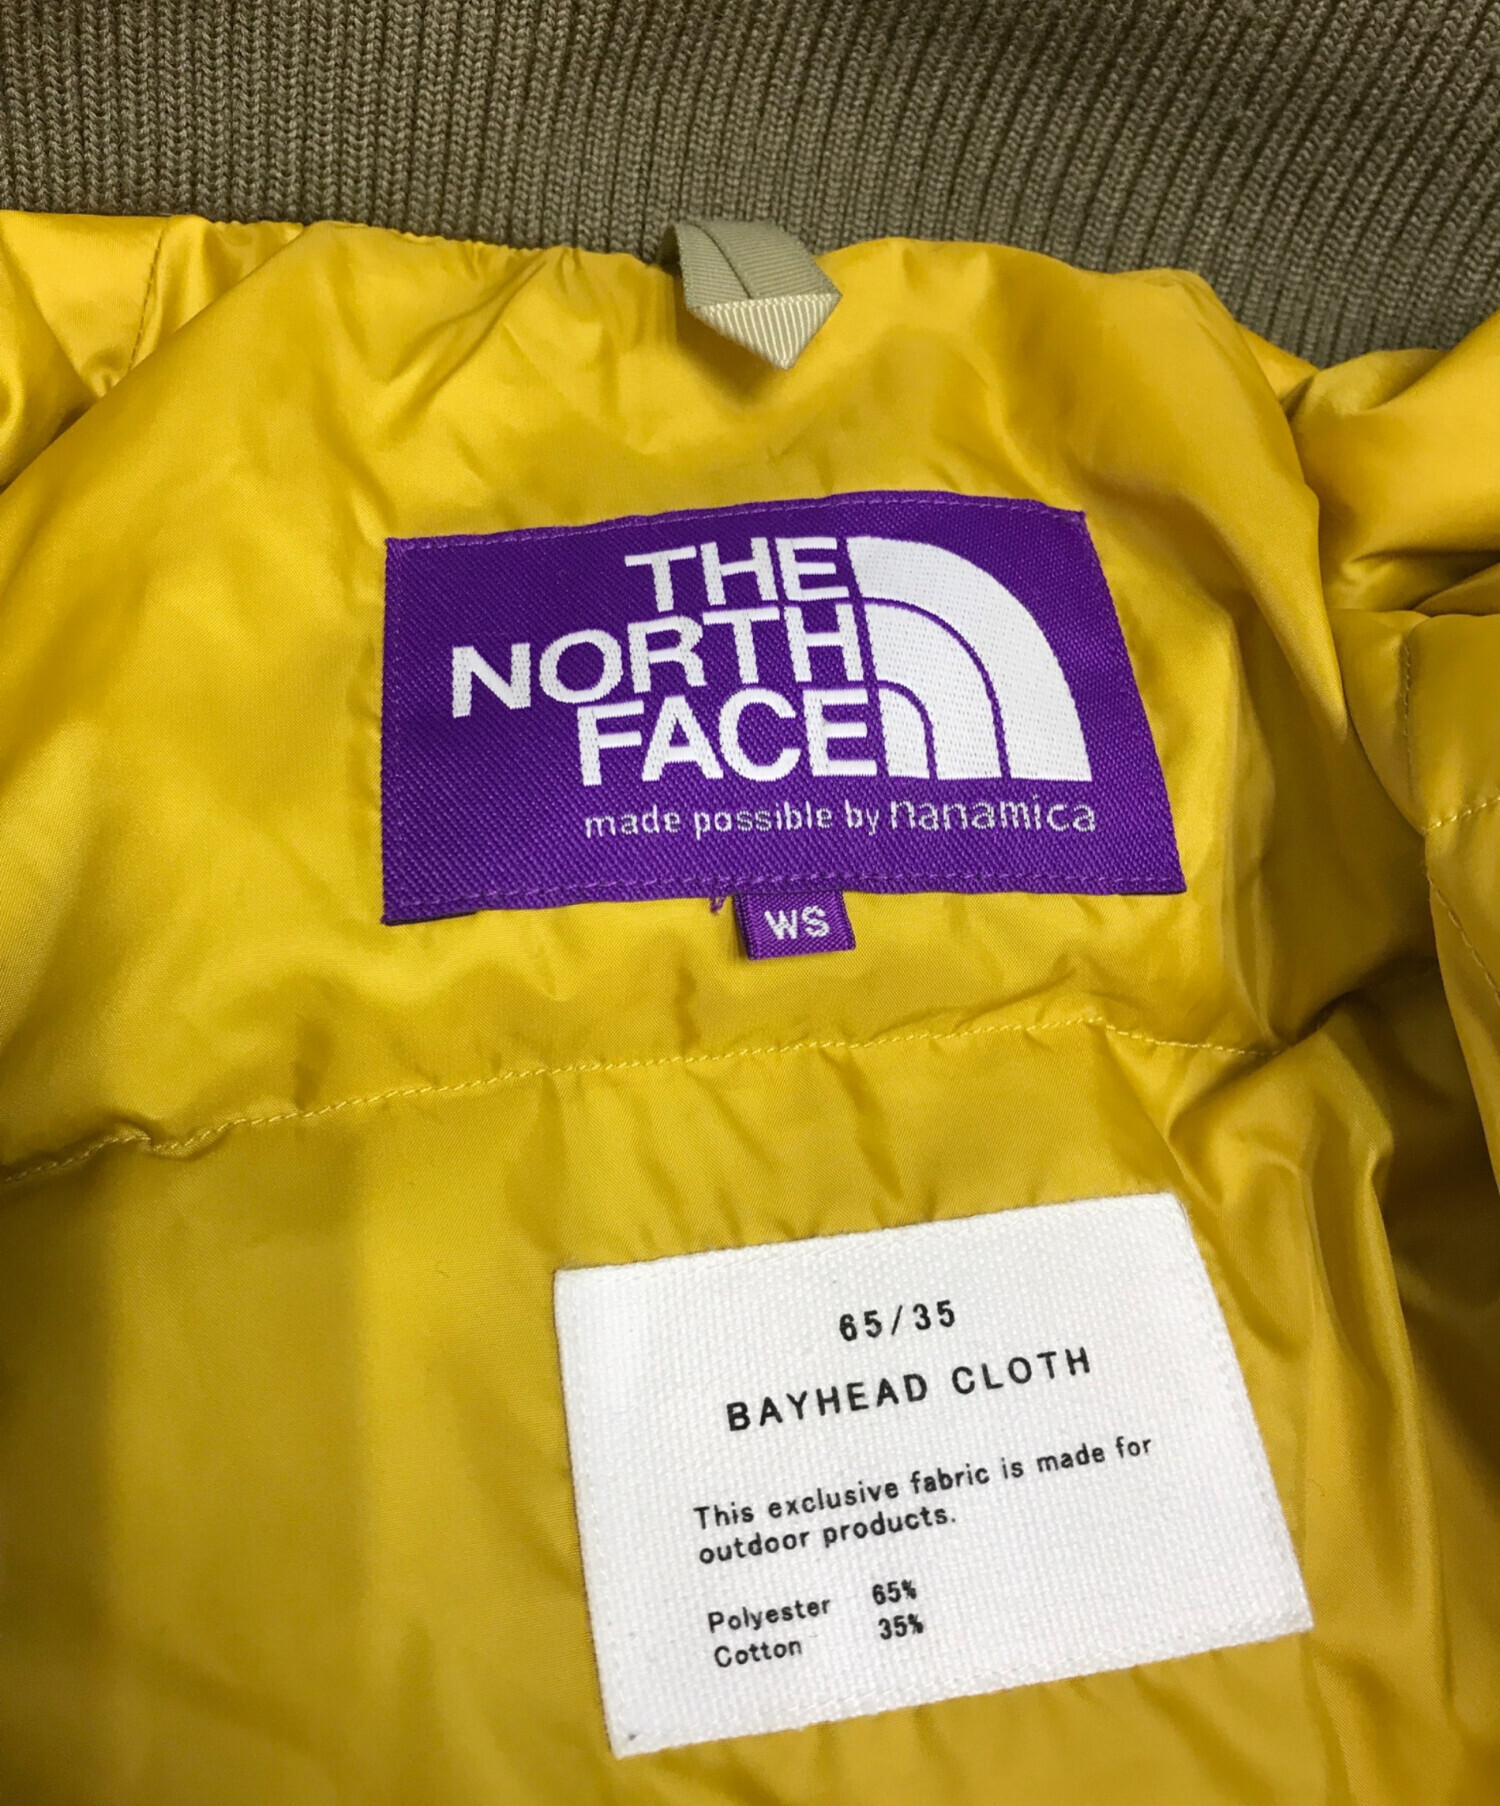 THE
NORTH
FACE
made possible by nanamica
WS
65/35
BAYHEAD CLOTH
This exclusive fabric is made for
outdoor products.
Polyester 65%
Cotton 35%